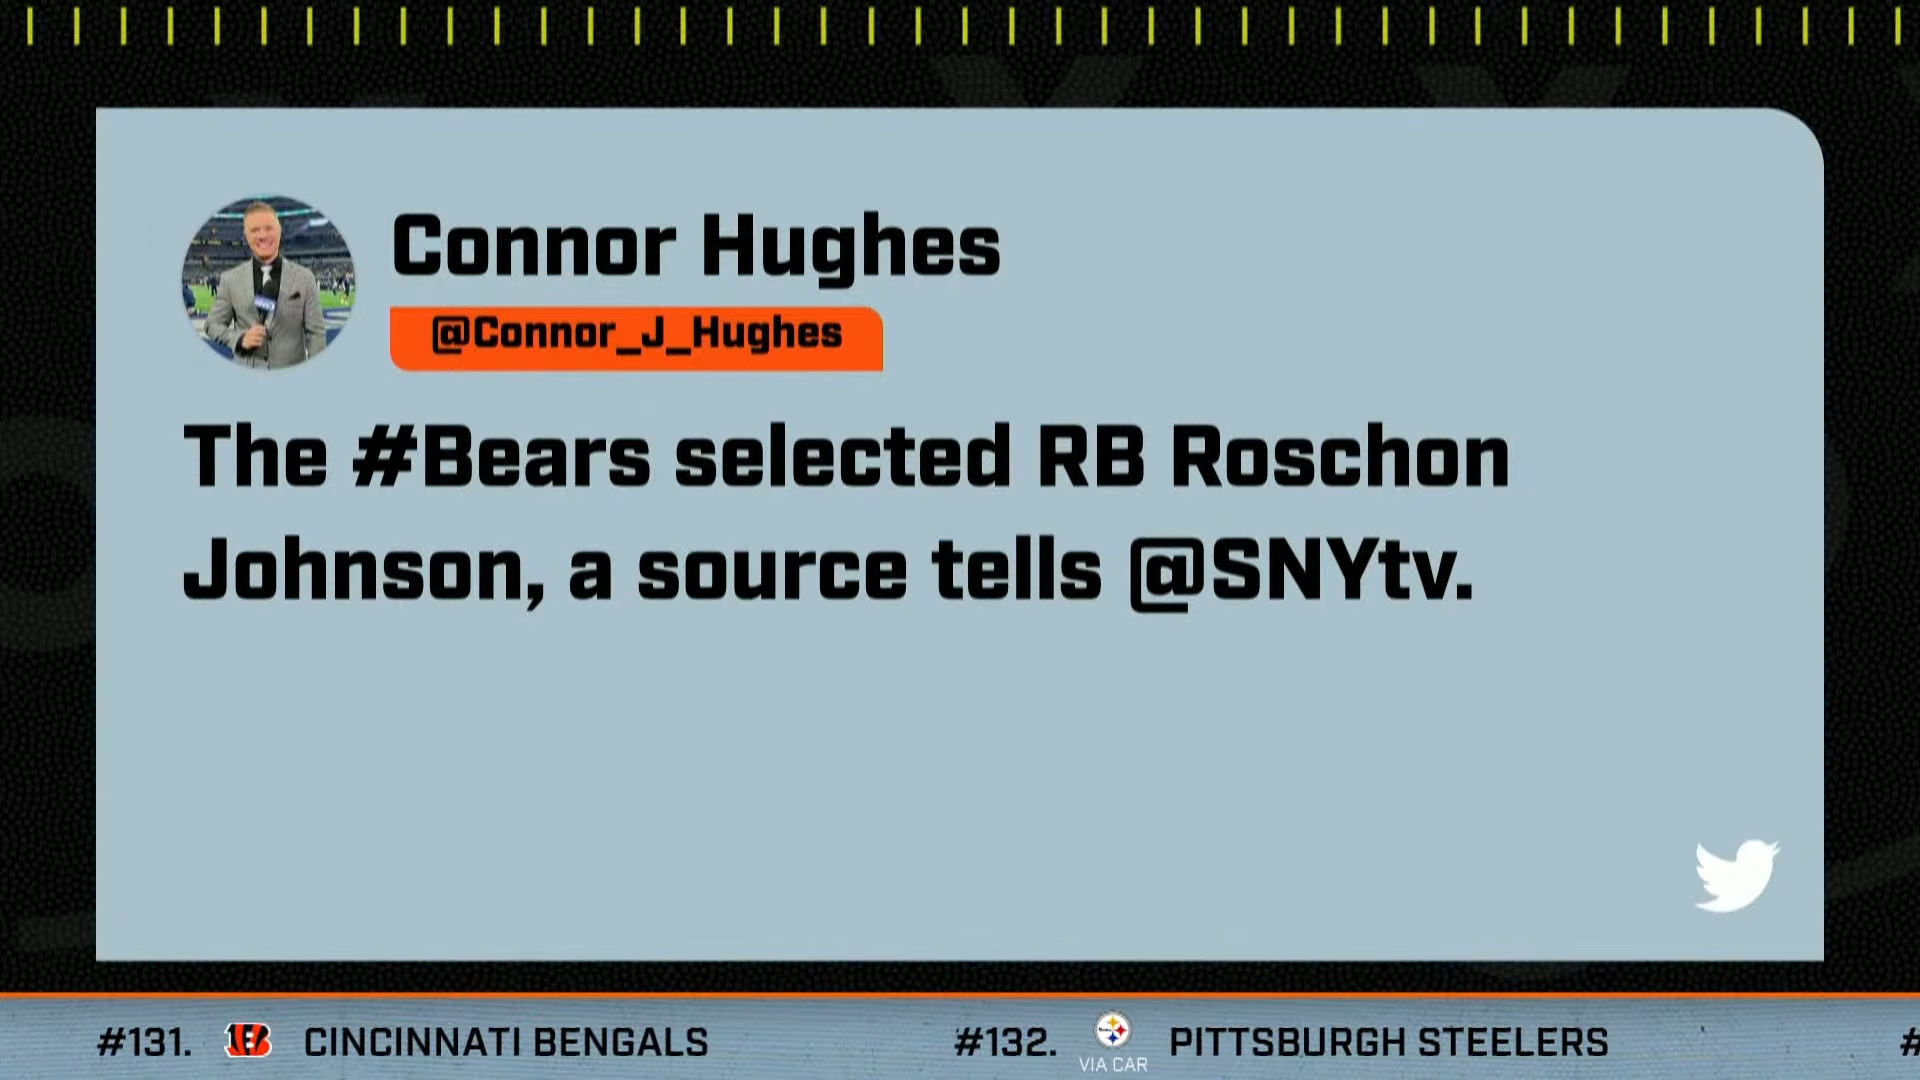 Connor Hughes
@Connor_J_Hughes
The #Bears selected RB Roschon
Johnson, a source tells @SNYtv.
#131. CINCINNATI BENGALS #132. VIA CAR PITTSBURGH STEELERS #